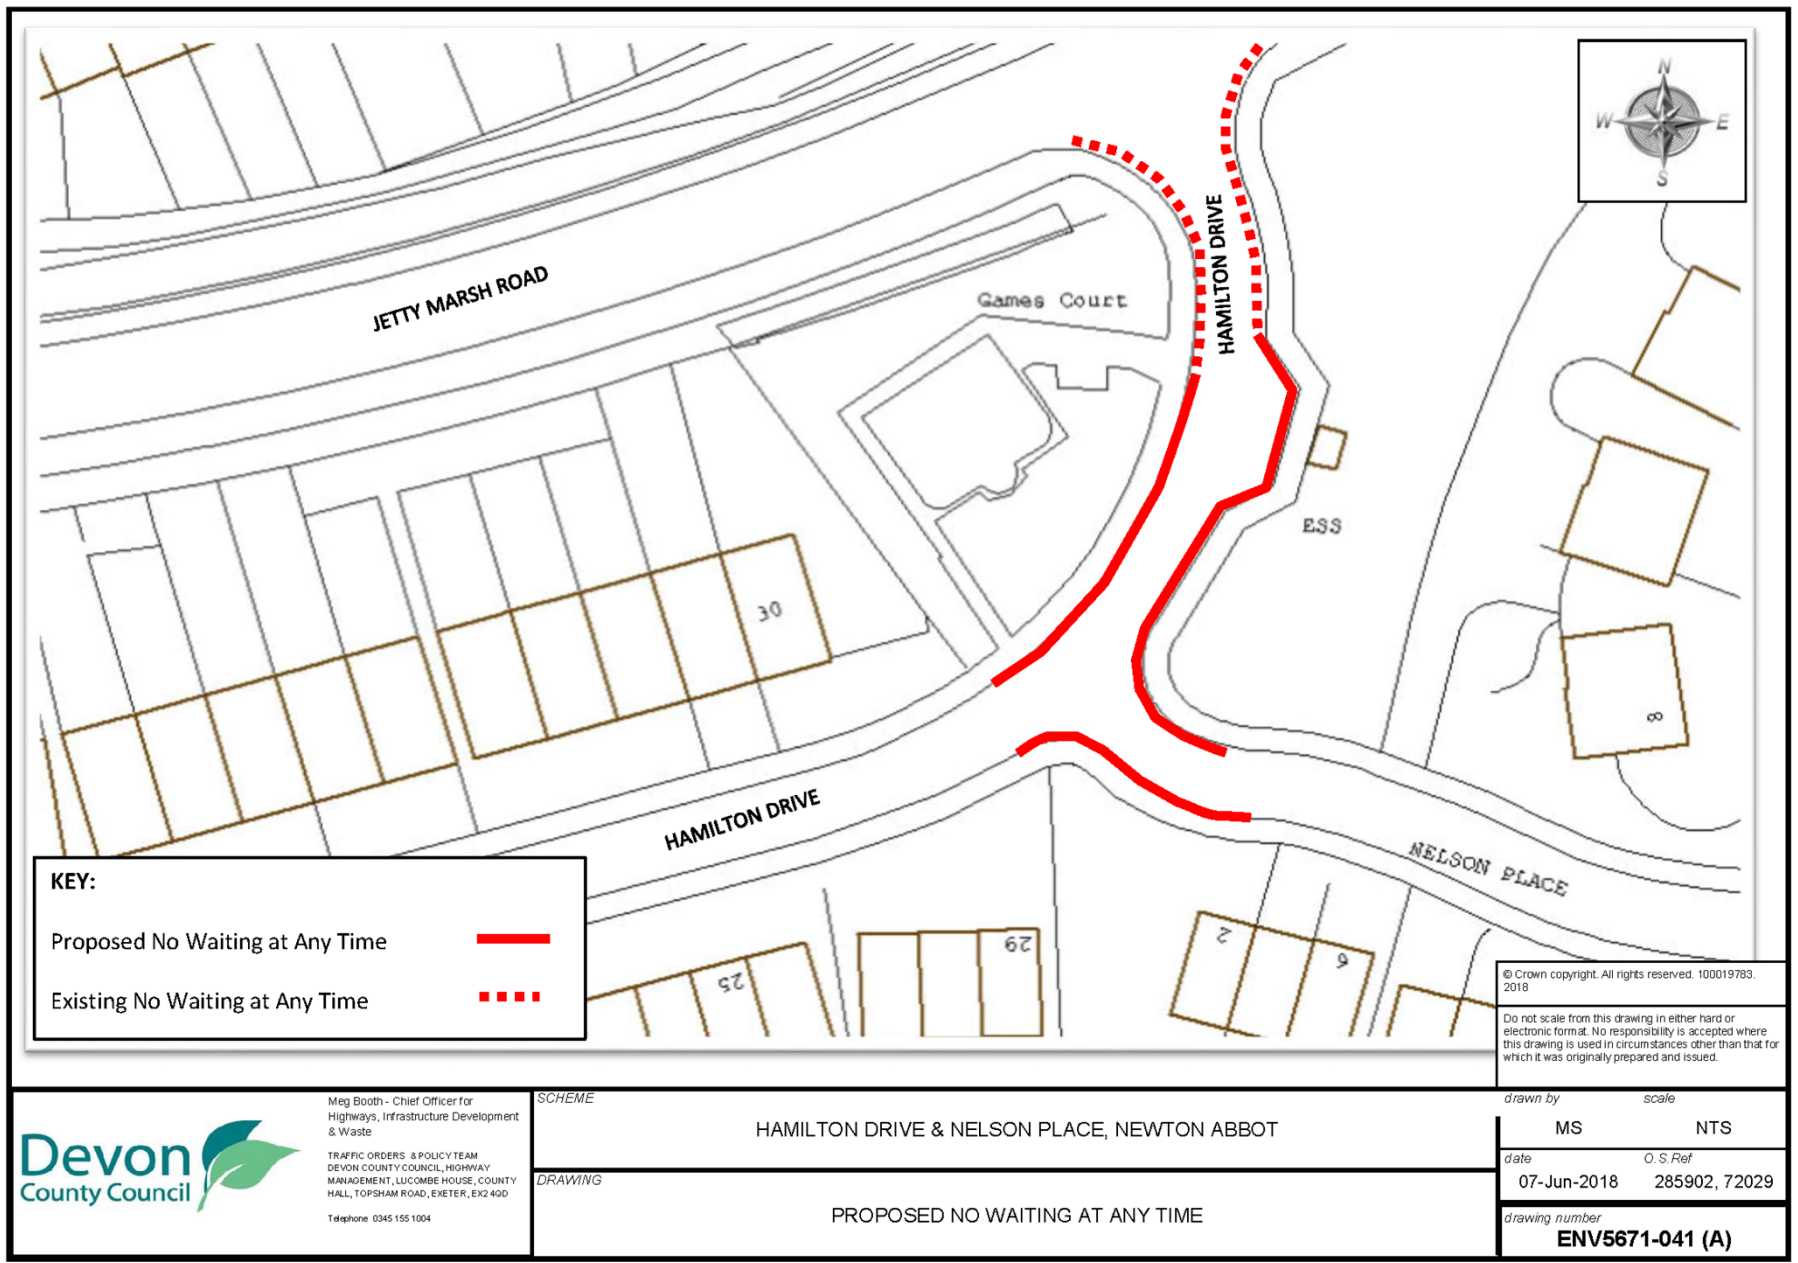 N
W
E
S
HAMILTON DRIVE
JETTY MARSH ROAD
Games Court
ESS
30
8
HAMILTON DRIVE
NELSON PLACE
25
29
2
6
KEY:
Proposed No Waiting at Any Time
Existing No Waiting at Any Time
© Crown copyright. All rights reserved. 100019783.
2018
Do not scale from this drawing in either hard or
electronic format. No responsibility is accepted where
this drawing is used in circumstances other than that for
which it was originally prepared and issued.
Devon
County Council
Meg Booth - Chief Officer for
Highways, Infrastructure Development
& Waste
TRAFFIC ORDERS & POLICY TEAM
DEVON COUNTY COUNCIL, HIGHWAY
MANAGEMENT, LUCOMBE HOUSE, COUNTY
HALL, TOPSHAM ROAD, EXETER, EX2 4QD
Telephone 0345 155 1004
SCHEME
HAMILTON DRIVE & NELSON PLACE, NEWTON ABBOT
DRAWING
PROPOSED NO WAITING AT ANY TIME
drawn by
scale
MS
NTS
date
O.S.Ref
07-Jun-2018
285902, 72029
drawing number
ENV5671-041 (A)